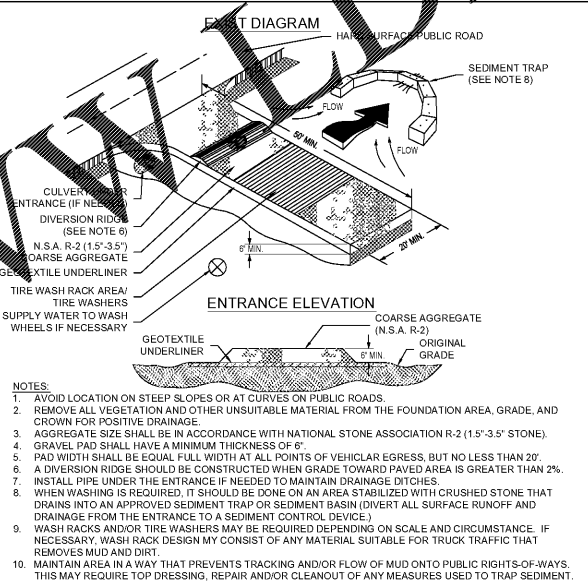 EXIST DIAGRAM
HARD SURFACE PUBLIC ROAD
SEDIMENT TRAP
(SEE NOTE 8)
FLOW
FLOW
50' MIN.
20' MIN.
6" MIN.
CULVERT UNDER
ENTRANCE (IF NEEDED)
DIVERSION RIDGE
(SEE NOTE 6)
N.S.A. R-2 (1.5"-3.5")
COARSE AGGREGATE
GEOTEXTILE UNDERLINER
TIRE WASH RACK AREA/
TIRE WASHERS
SUPPLY WATER TO WASH
WHEELS IF NECESSARY
ENTRANCE ELEVATION
COARSE AGGREGATE
(N.S.A. R-2)
GEOTEXTILE
UNDERLINER
6" MIN.
ORIGINAL
GRADE
NOTES:
1. AVOID LOCATION ON STEEP SLOPES OR AT CURVES ON PUBLIC ROADS.
2. REMOVE ALL VEGETATION AND OTHER UNSUITABLE MATERIAL FROM THE FOUNDATION AREA, GRADE, AND
CROWN FOR POSITIVE DRAINAGE.
3. AGGREGATE SIZE SHALL BE IN ACCORDANCE WITH NATIONAL STONE ASSOCIATION R-2 (1.5"-3.5" STONE).
4. GRAVEL PAD SHALL HAVE A MINIMUM THICKNESS OF 6".
5. PAD WIDTH SHALL BE EQUAL FULL WIDTH AT ALL POINTS OF VEHICLAR EGRESS, BUT NO LESS THAN 20'.
6. A DIVERSION RIDGE SHOULD BE CONSTRUCTED WHEN GRADE TOWARD PAVED AREA IS GREATER THAN 2%.
7. INSTALL PIPE UNDER THE ENTRANCE IF NEEDED TO MAINTAIN DRAINAGE DITCHES.
8. WHEN WASHING IS REQUIRED, IT SHOULD BE DONE ON AN AREA STABILIZED WITH CRUSHED STONE THAT
DRAINS INTO AN APPROVED SEDIMENT TRAP OR SEDIMENT BASIN (DIVERT ALL SURFACE RUNOFF AND
DRAINAGE FROM THE ENTRANCE TO A SEDIMENT CONTROL DEVICE.)
9. WASH RACKS AND/OR TIRE WASHERS MAY BE REQUIRED DEPENDING ON SCALE AND CIRCUMSTANCE. IF
NECESSARY, WASH RACK DESIGN MY CONSIST OF ANY MATERIAL SUITABLE FOR TRUCK TRAFFIC THAT
REMOVES MUD AND DIRT.
10. MAINTAIN AREA IN A WAY THAT PREVENTS TRACKING AND/OR FLOW OF MUD ONTO PUBLIC RIGHTS-OF-WAYS.
THIS MAY REQUIRE TOP DRESSING, REPAIR AND/OR CLEANOUT OF ANY MEASURES USED TO TRAP SEDIMENT.